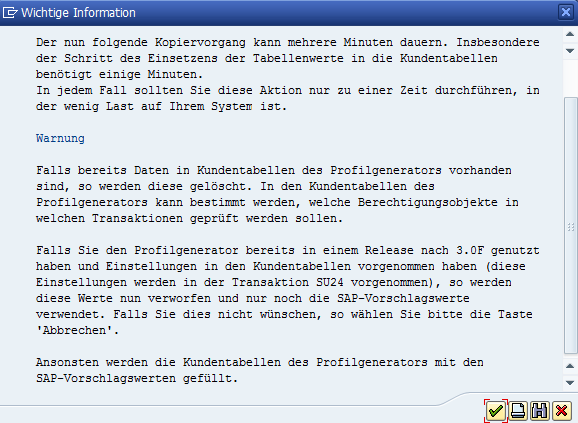 Wichtige Information
Der nun folgende Kopiervorgang kann mehrere Minuten dauern. Insbesondere
der Schritt des Einsetzens der Tabellenwerte in die Kundentabellen
benötigt einige Minuten.
In jedem Fall sollten Sie diese Aktion nur zu einer Zeit durchführen, in
der wenig Last auf Ihrem System ist.
Warnung
Falls bereits Daten in Kundentabellen des Profilgenerators vorhanden
sind, so werden diese gelöscht. In den Kundentabellen des
Profilgenerators kann bestimmt werden, welche Berechtigungsobjekte in
welchen Transaktionen geprüft werden sollen.
Falls Sie den Profilgenerator bereits in einem Release nach 3.0F genutzt
haben und Einstellungen in den Kundentabellen vorgenommen haben (diese
Einstellungen werden in der Transaktion SU24 vorgenommen), so werden
diese Werte nun verworfen und nur noch die SAP-Vorschlagswerte
verwendet. Falls Sie dies nicht wünschen, so wählen Sie bitte die Taste
'Abbrechen'.
Ansonsten werden die Kundentabellen des Profilgenerators mit den
SAP-Vorschlagswerten gefüllt.